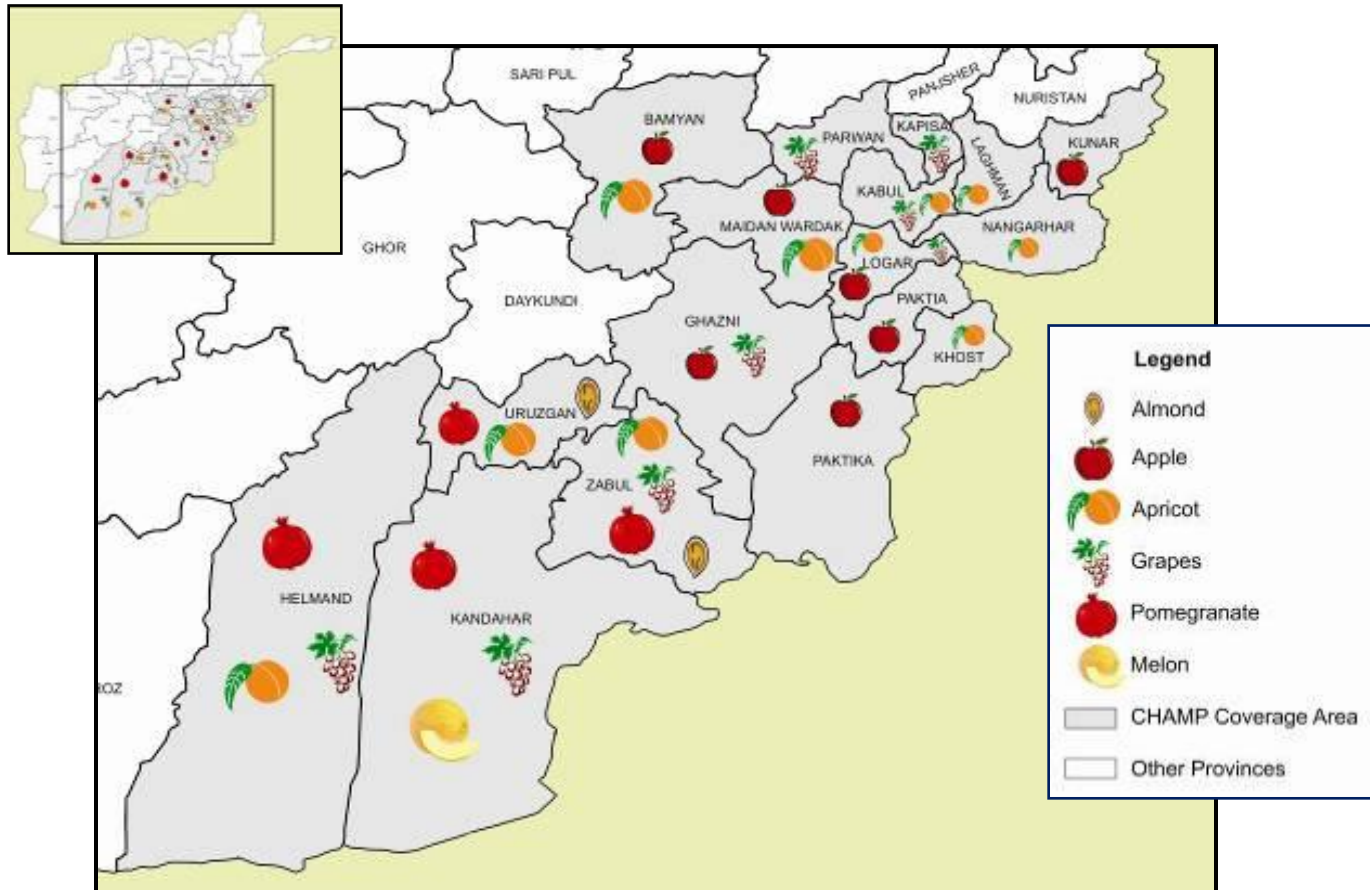 SARI PUL
PANJSHER
NURISTAN
BAMYAN
PARWAN
KAPISA
KUNAR
LAGHMAN
KABUL
MAIDAN WARDAK
NANGARHAR
GHOR
LOGAR
DAYKUNDI
PAKTIA
GHAZNI
KHOST
URUZGAN
PAKTIKA
ZABUL
HELMAND
KANDAHAR
ROZ
Legend
Almond
Apple
Apricot
Grapes
Pomegranate
Melon
CHAMP Coverage Area
Other Provinces